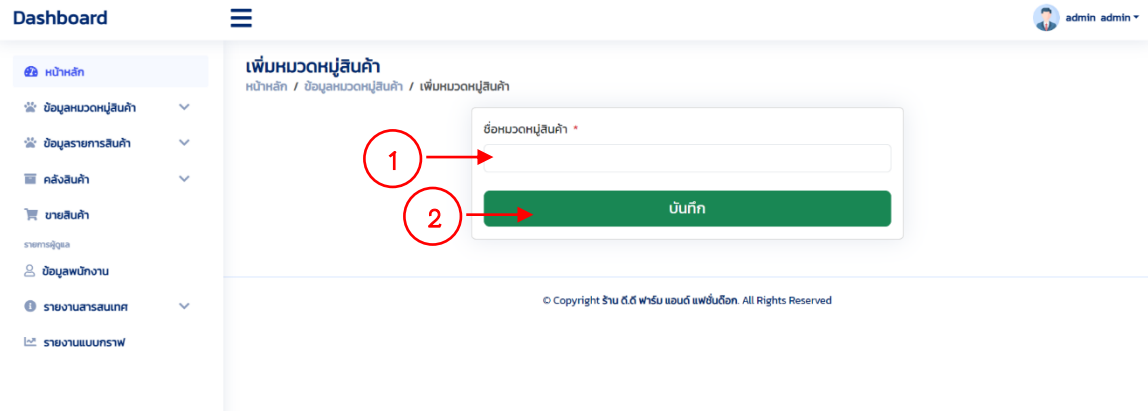 Dashboard
admin admin
หน้าหลัก
ข้อมูลหมวดหมู่สินค้า
ข้อมูลรายการสินค้า
คลังสินค้า
ขายสินค้า
รายการผู้ดูแล
ข้อมูลพนักงาน
รายงานสารสนเทศ
รายงานแบบกราฟ
เพิ่มหมวดหมู่สินค้า
หน้าหลัก / ข้อมูลหมวดหมู่สินค้า / เพิ่มหมวดหมู่สินค้า
ชื่อหมวดหมู่สินค้า *
1
บันทึก
2
© Copyright ร้าน ดี.ดี ฟาร์ม แอนด์ แฟชั่นด็อก. All Rights Reserved